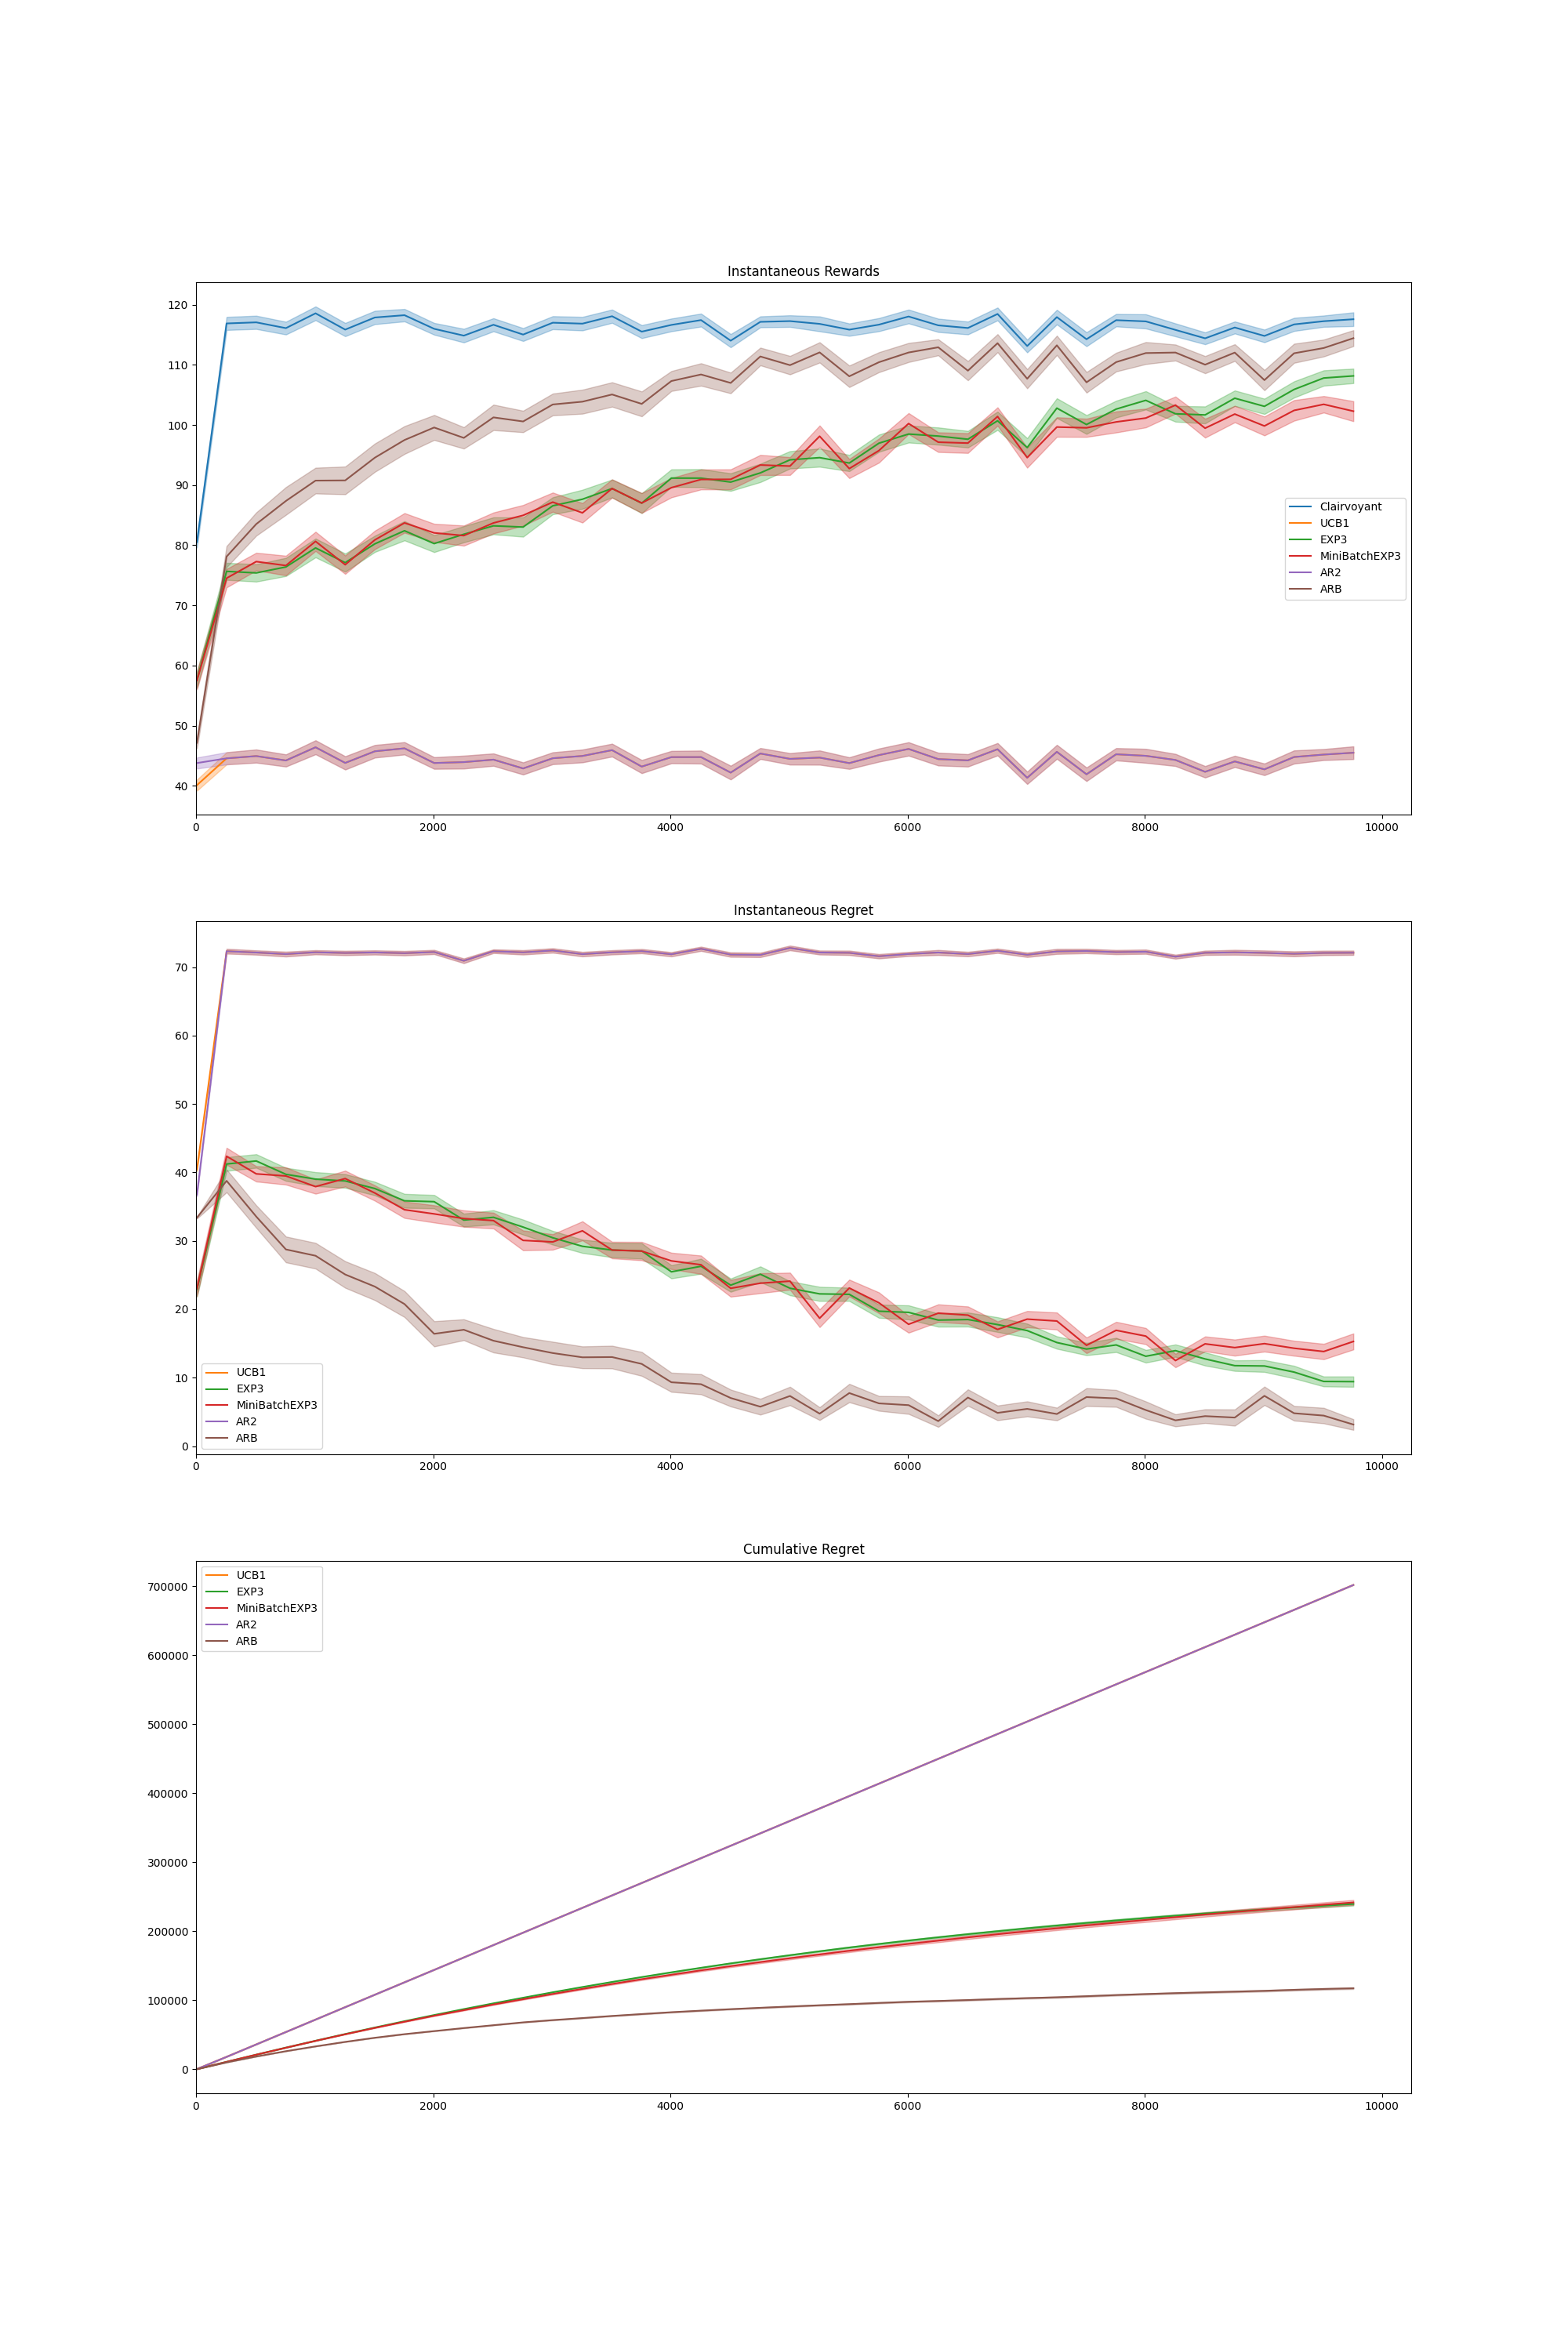 Instantaneous Rewards
120
110
100
90
80
70
60
50
40
Clairvoyant
UCB1
EXP3
MiniBatchEXP3
AR2
ARB
0 2000 4000 6000 8000 10000
Instantaneous Regret
70
60
50
40
30
20
10
0
UCB1
EXP3
MiniBatchEXP3
AR2
ARB
0 2000 4000 6000 8000 10000
Cumulative Regret
UCB1
EXP3
MiniBatchEXP3
AR2
ARB
700000
600000
500000
400000
300000
200000
100000
0
0 2000 4000 6000 8000 10000